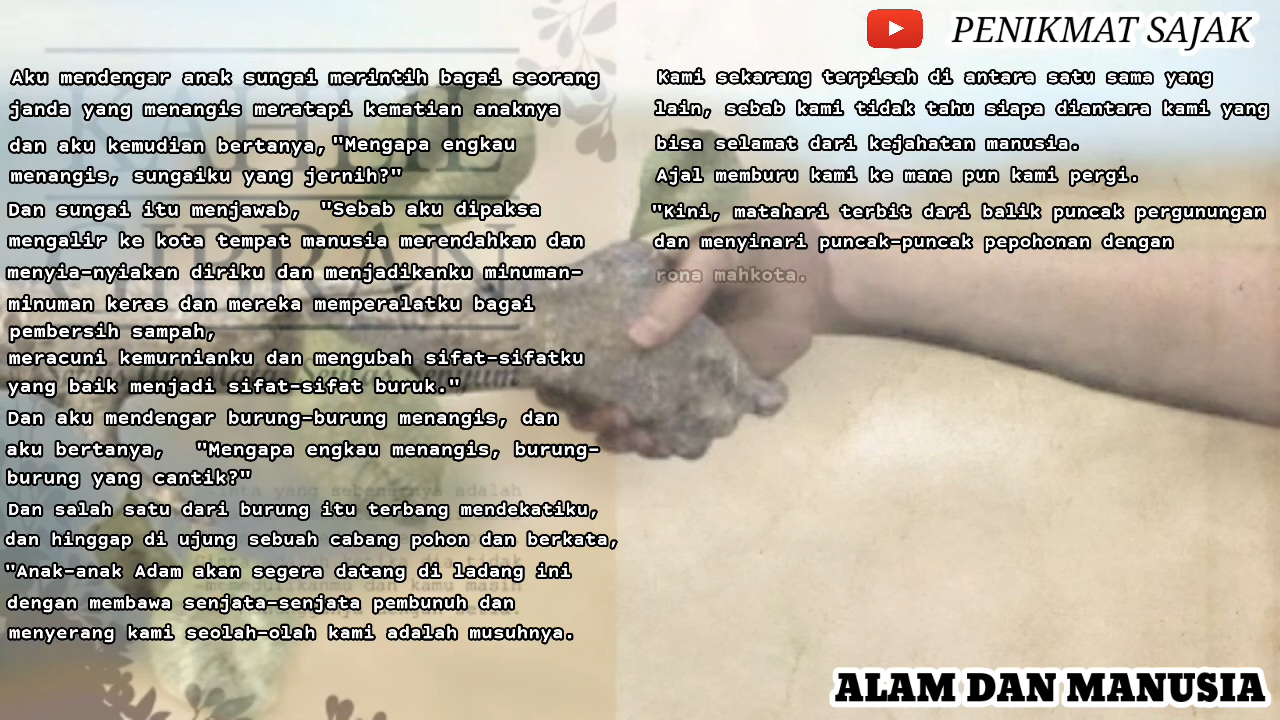 PENIKMAT SAJAK
Aku mendengar anak sungai merintih bagai seorang
janda yang menangis meratapi kematian anaknya
dan aku kemudian bertanya, "Mengapa engkau
menangis, sungaiku yang jernih?"
Dan sungai itu menjawab, "Sebab aku dipaksa
mengalir ke kota tempat manusia merendahkan dan
menyia-nyiakan diriku dan menjadikanku minuman-
minuman keras dan mereka memperalatku bagai
pembersih sampah,
meracuni kemurnianku dan mengubah sifat-sifatku
yang baik menjadi sifat-sifat buruk."
Dan aku mendengar burung-burung menangis, dan
aku bertanya, "Mengapa engkau menangis, burung-
burung yang cantik?"
Dan salah satu dari burung itu terbang mendekatiku,
dan hinggap di ujung sebuah cabang pohon dan berkata,
"Anak-anak Adam akan segera datang di ladang ini
dengan membawa senjata-senjata pembunuh dan
menyerang kami seolah-olah kami adalah musuhnya.
Kami sekarang terpisah di antara satu sama yang
lain, sebab kami tidak tahu siapa diantara kami yang
bisa selamat dari kejahatan manusia.
Ajal memburu kami ke mana pun kami pergi.
"Kini, matahari terbit dari balik puncak pergunungan
dan menyinari puncak-puncak pepohonan dengan
rona mahkota.
ALAM DAN MANUSIA